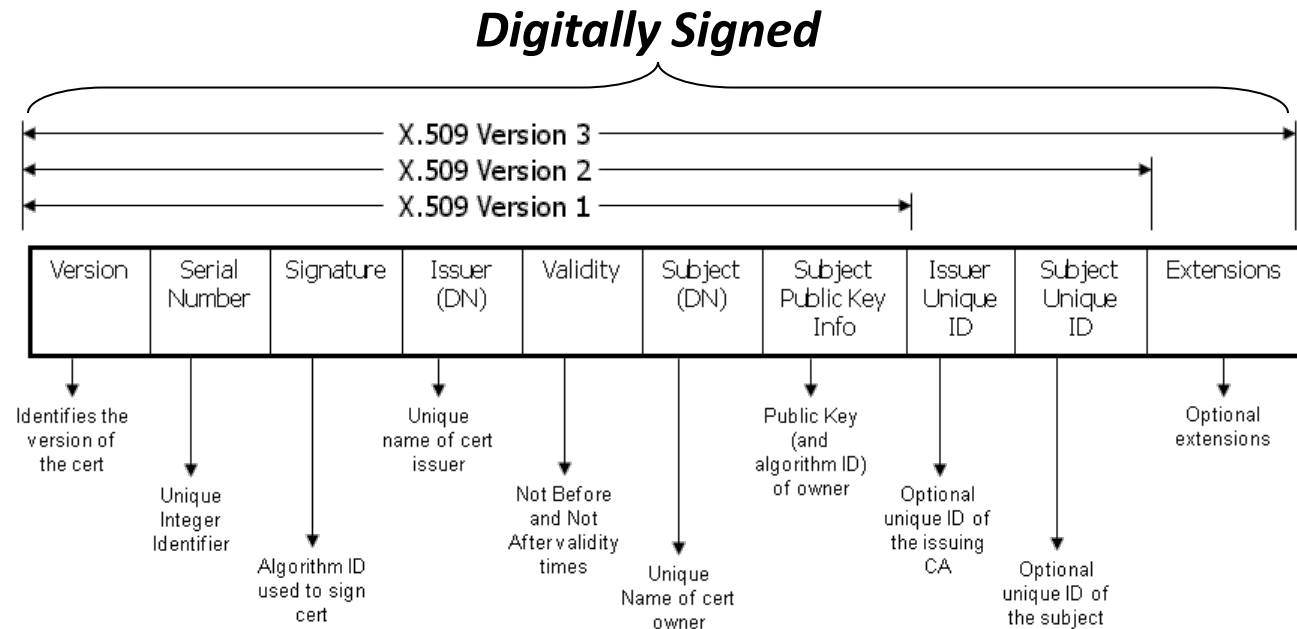 Digitally Signed
X.509 Version 3
X.509 Version 2
X.509 Version 1
Version
Serial
Number
Signature
Issuer
(DN)
Validity
Subject
(DN)
Subject
Public Key
Info
Issuer
Unique
ID
Subject
Unique
ID
Extensions
Identifies the
version of
the cert
Unique
Integer
Identifier
Algorithm ID
used to sign
cert
Unique
name of cert
issuer
Not Before
and Not
After validity
times
Unique
Name of cert
owner
Public Key
(and
algorithm ID)
of owner
Optional
unique ID of
the issuing
CA
Optional
unique ID of
the subject
Optional
extensions